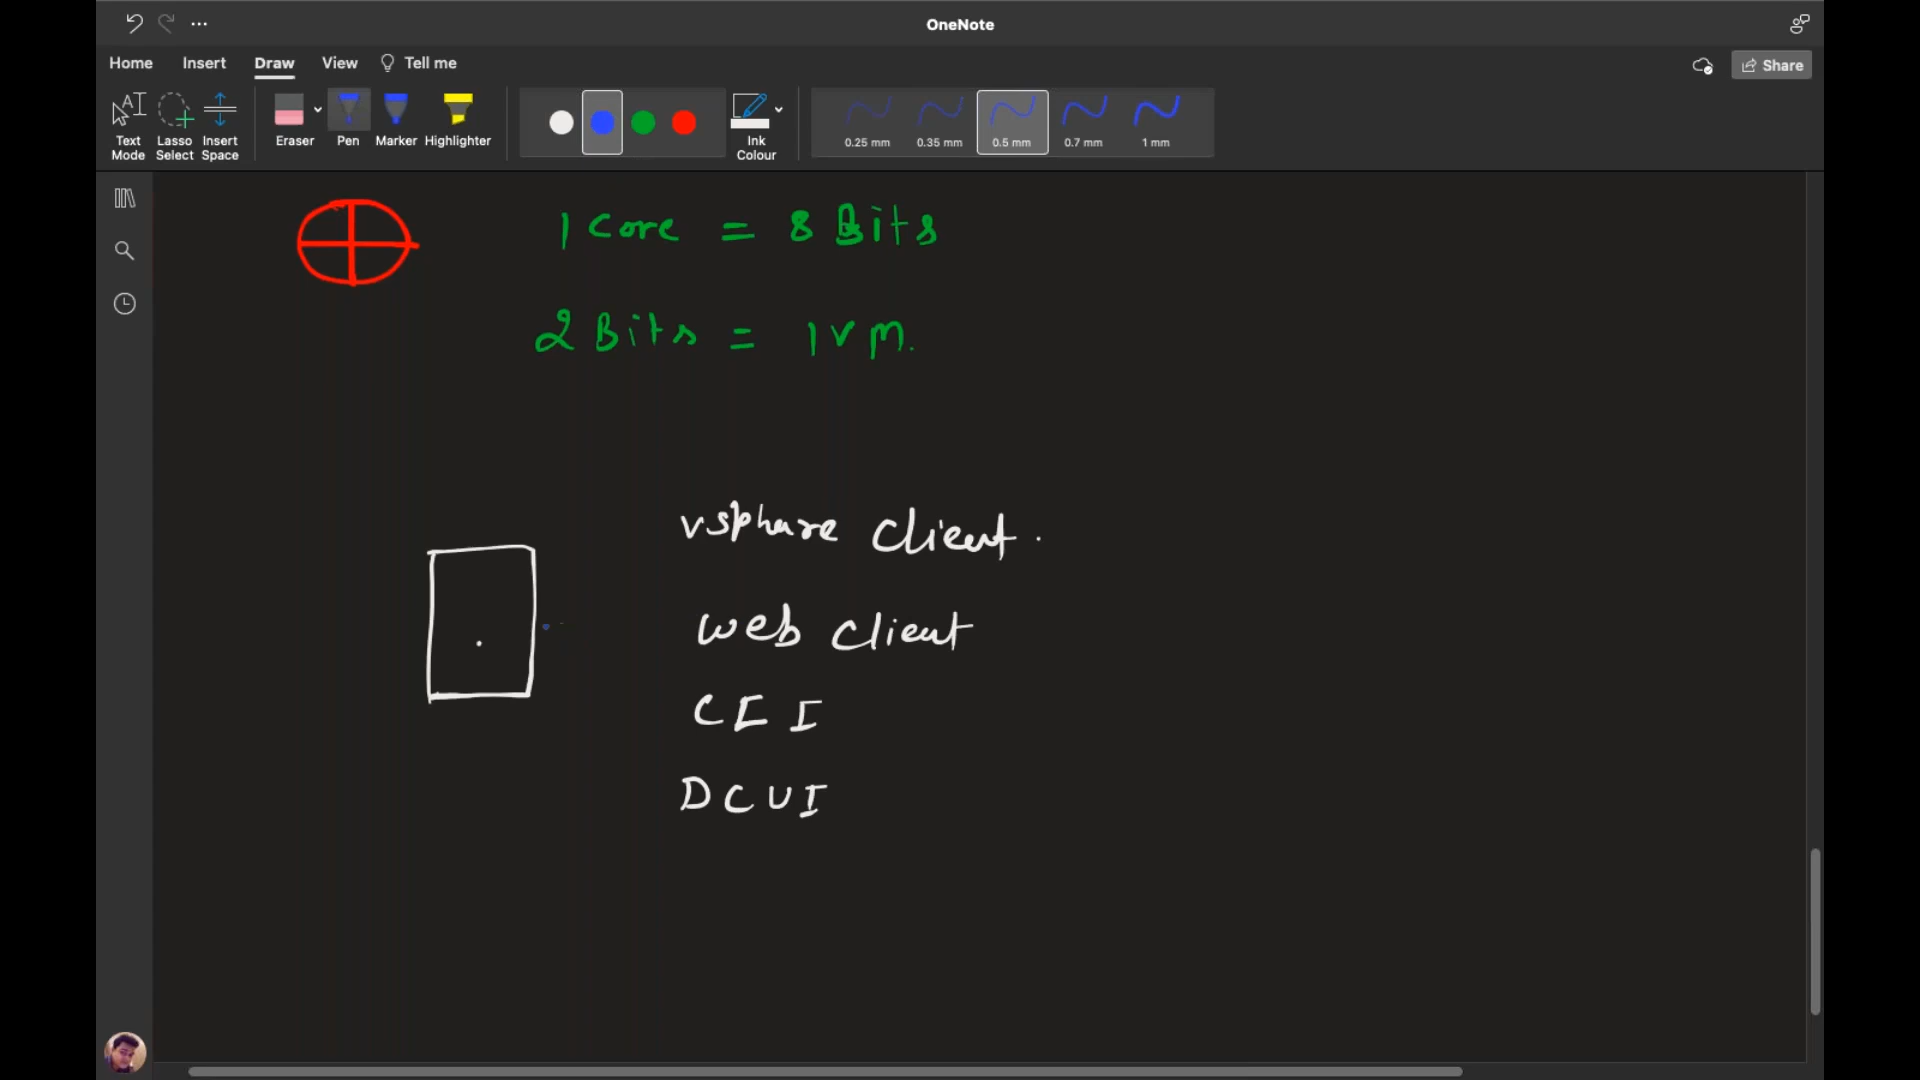 OneNote
Home Insert Draw View Tell me
Share
Text Mode
Lasso Select
Insert Space
Eraser
Pen
Marker
Highlighter
Ink Colour
0.25 mm
0.35 mm
0.5 mm
0.7 mm
1 mm
1 Core = 8 Bits
2 Bits = 1 VM.
vsphare client.
web client
CLI
DCUI